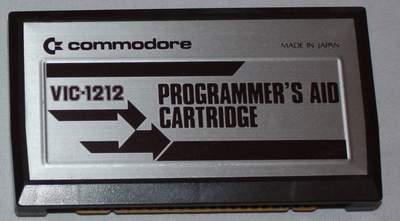 commodore
MADE IN JAPAN
VIC-1212
PROGRAMMER'S AID
CARTRIDGE